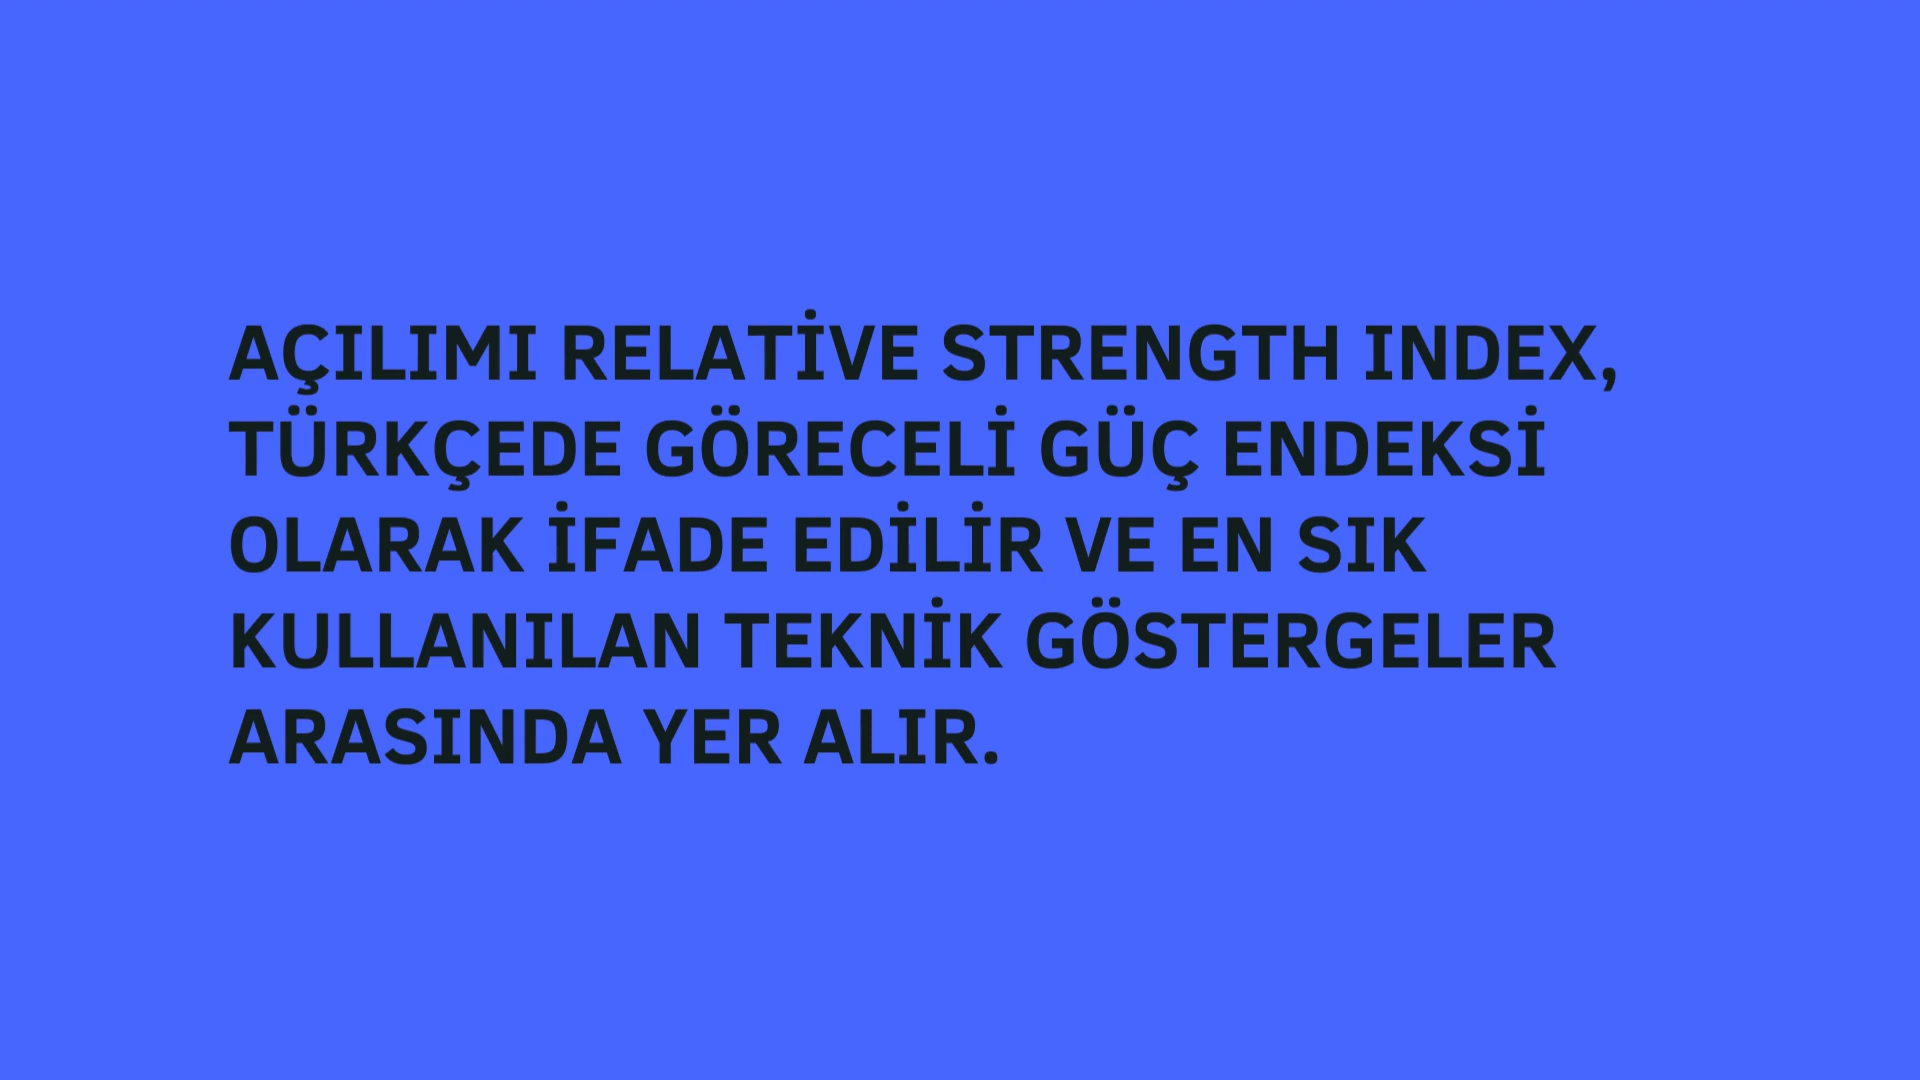 AÇILIMI RELATİVE STRENGTH INDEX,
TÜRKÇEDE GÖRECELİ GÜÇ ENDEKSİ
OLARAK İFADE EDİLİR VE EN SIK
KULLANILAN TEKNİK GÖSTERGELER
ARASINDA YER ALIR.